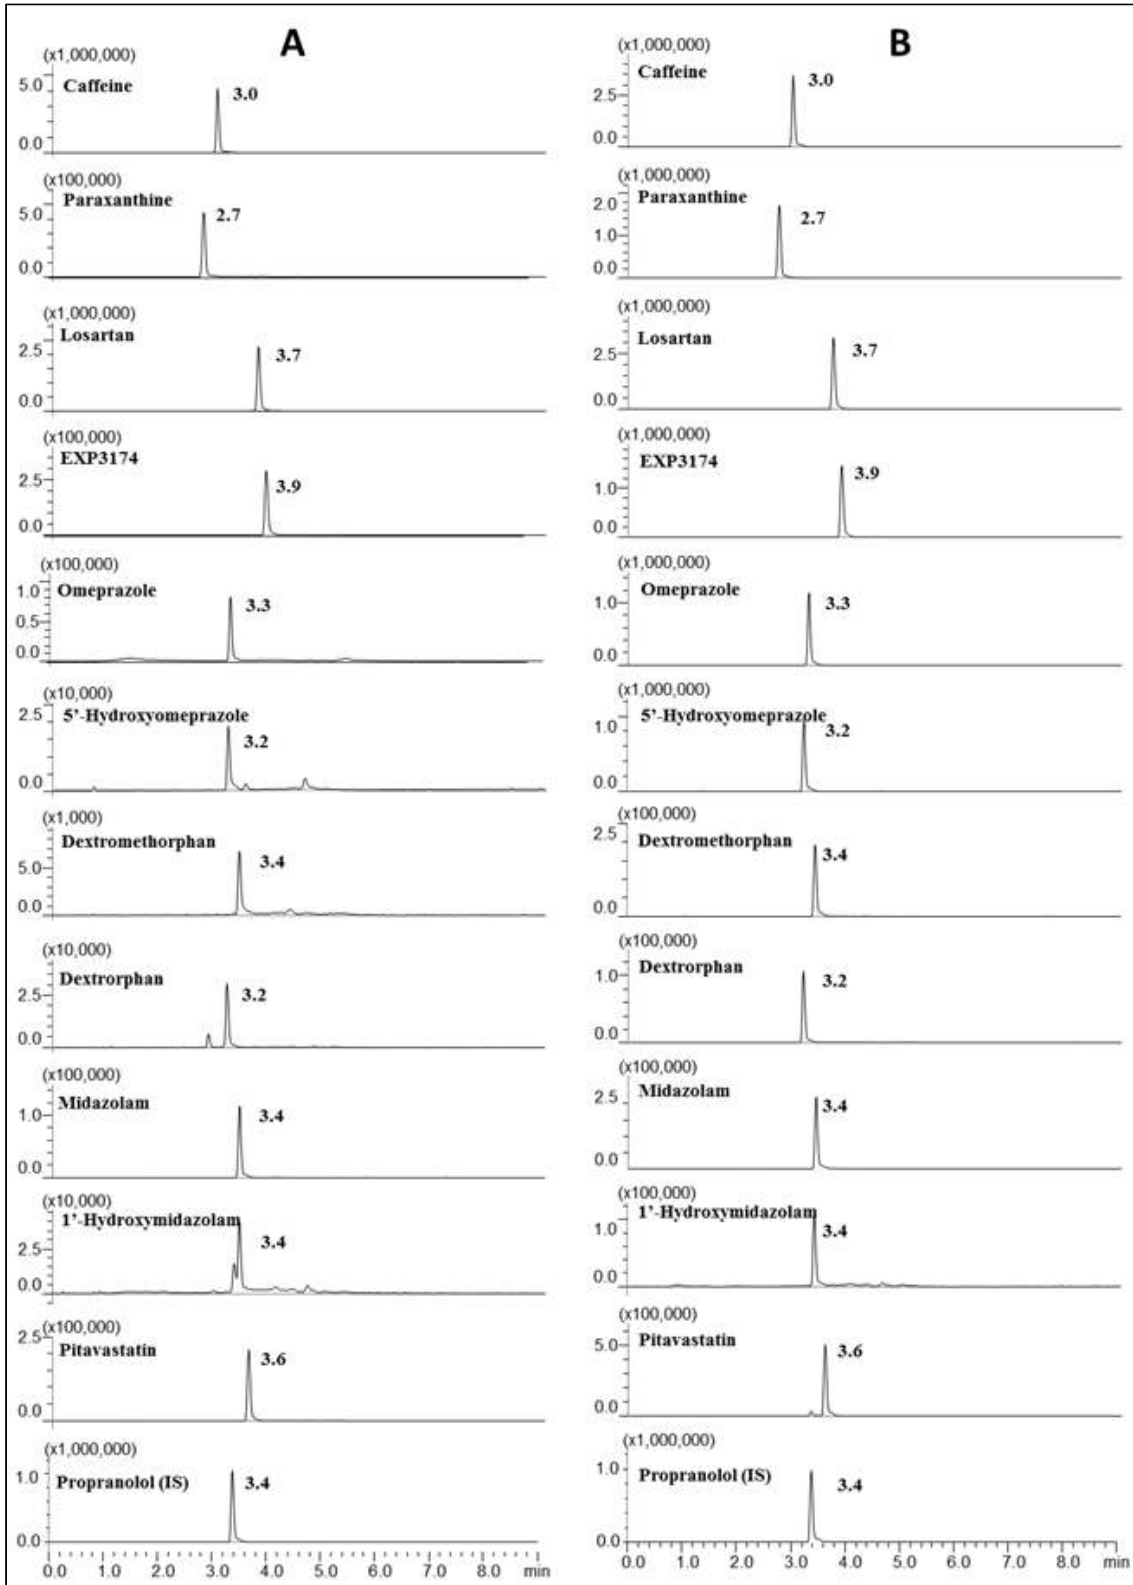 A
(x1,000,000)
5.0
0.0
Caffeine
3.0
(x100,000)
5.0
0.0
Paraxanthine
2.7
(x1,000,000)
2.5
0.0
Losartan
3.7
(x100,000)
2.5
0.0
EXP3174
3.9
(x100,000)
1.0
0.5
0.0
Omeprazole
3.3
(x10,000)
2.5
0.0
5’-Hydroxyomeprazole
3.2
(x1,000)
5.0
0.0
Dextromethorphan
3.4
(x10,000)
2.5
0.0
Dextrorphan
3.2
(x100,000)
1.0
0.0
Midazolam
3.4
(x10,000)
2.5
0.0
1’-Hydroxymidazolam
3.4
(x100,000)
2.5
0.0
Pitavastatin
3.6
(x1,000,000)
1.0
0.0
Propranolol (IS)
3.4
0.0 1.0 2.0 3.0 4.0 5.0 6.0 7.0 8.0 min
B
(x1,000,000)
2.5
0.0
Caffeine
3.0
(x1,000,000)
2.0
1.0
0.0
Paraxanthine
2.7
(x1,000,000)
2.5
0.0
Losartan
3.7
(x1,000,000)
1.0
0.0
EXP3174
3.9
(x1,000,000)
1.0
0.0
Omeprazole
3.3
(x1,000,000)
1.0
0.0
5’-Hydroxyomeprazole
3.2
(x100,000)
2.5
0.0
Dextromethorphan
3.4
(x100,000)
1.0
0.0
Dextrorphan
3.2
(x100,000)
2.5
0.0
Midazolam
3.4
(x100,000)
1.0
0.0
1’-Hydroxymidazolam
3.4
(x100,000)
5.0
0.0
Pitavastatin
3.6
(x1,000,000)
1.0
0.0
Propranolol (IS)
3.4
0.0 1.0 2.0 3.0 4.0 5.0 6.0 7.0 8.0 min